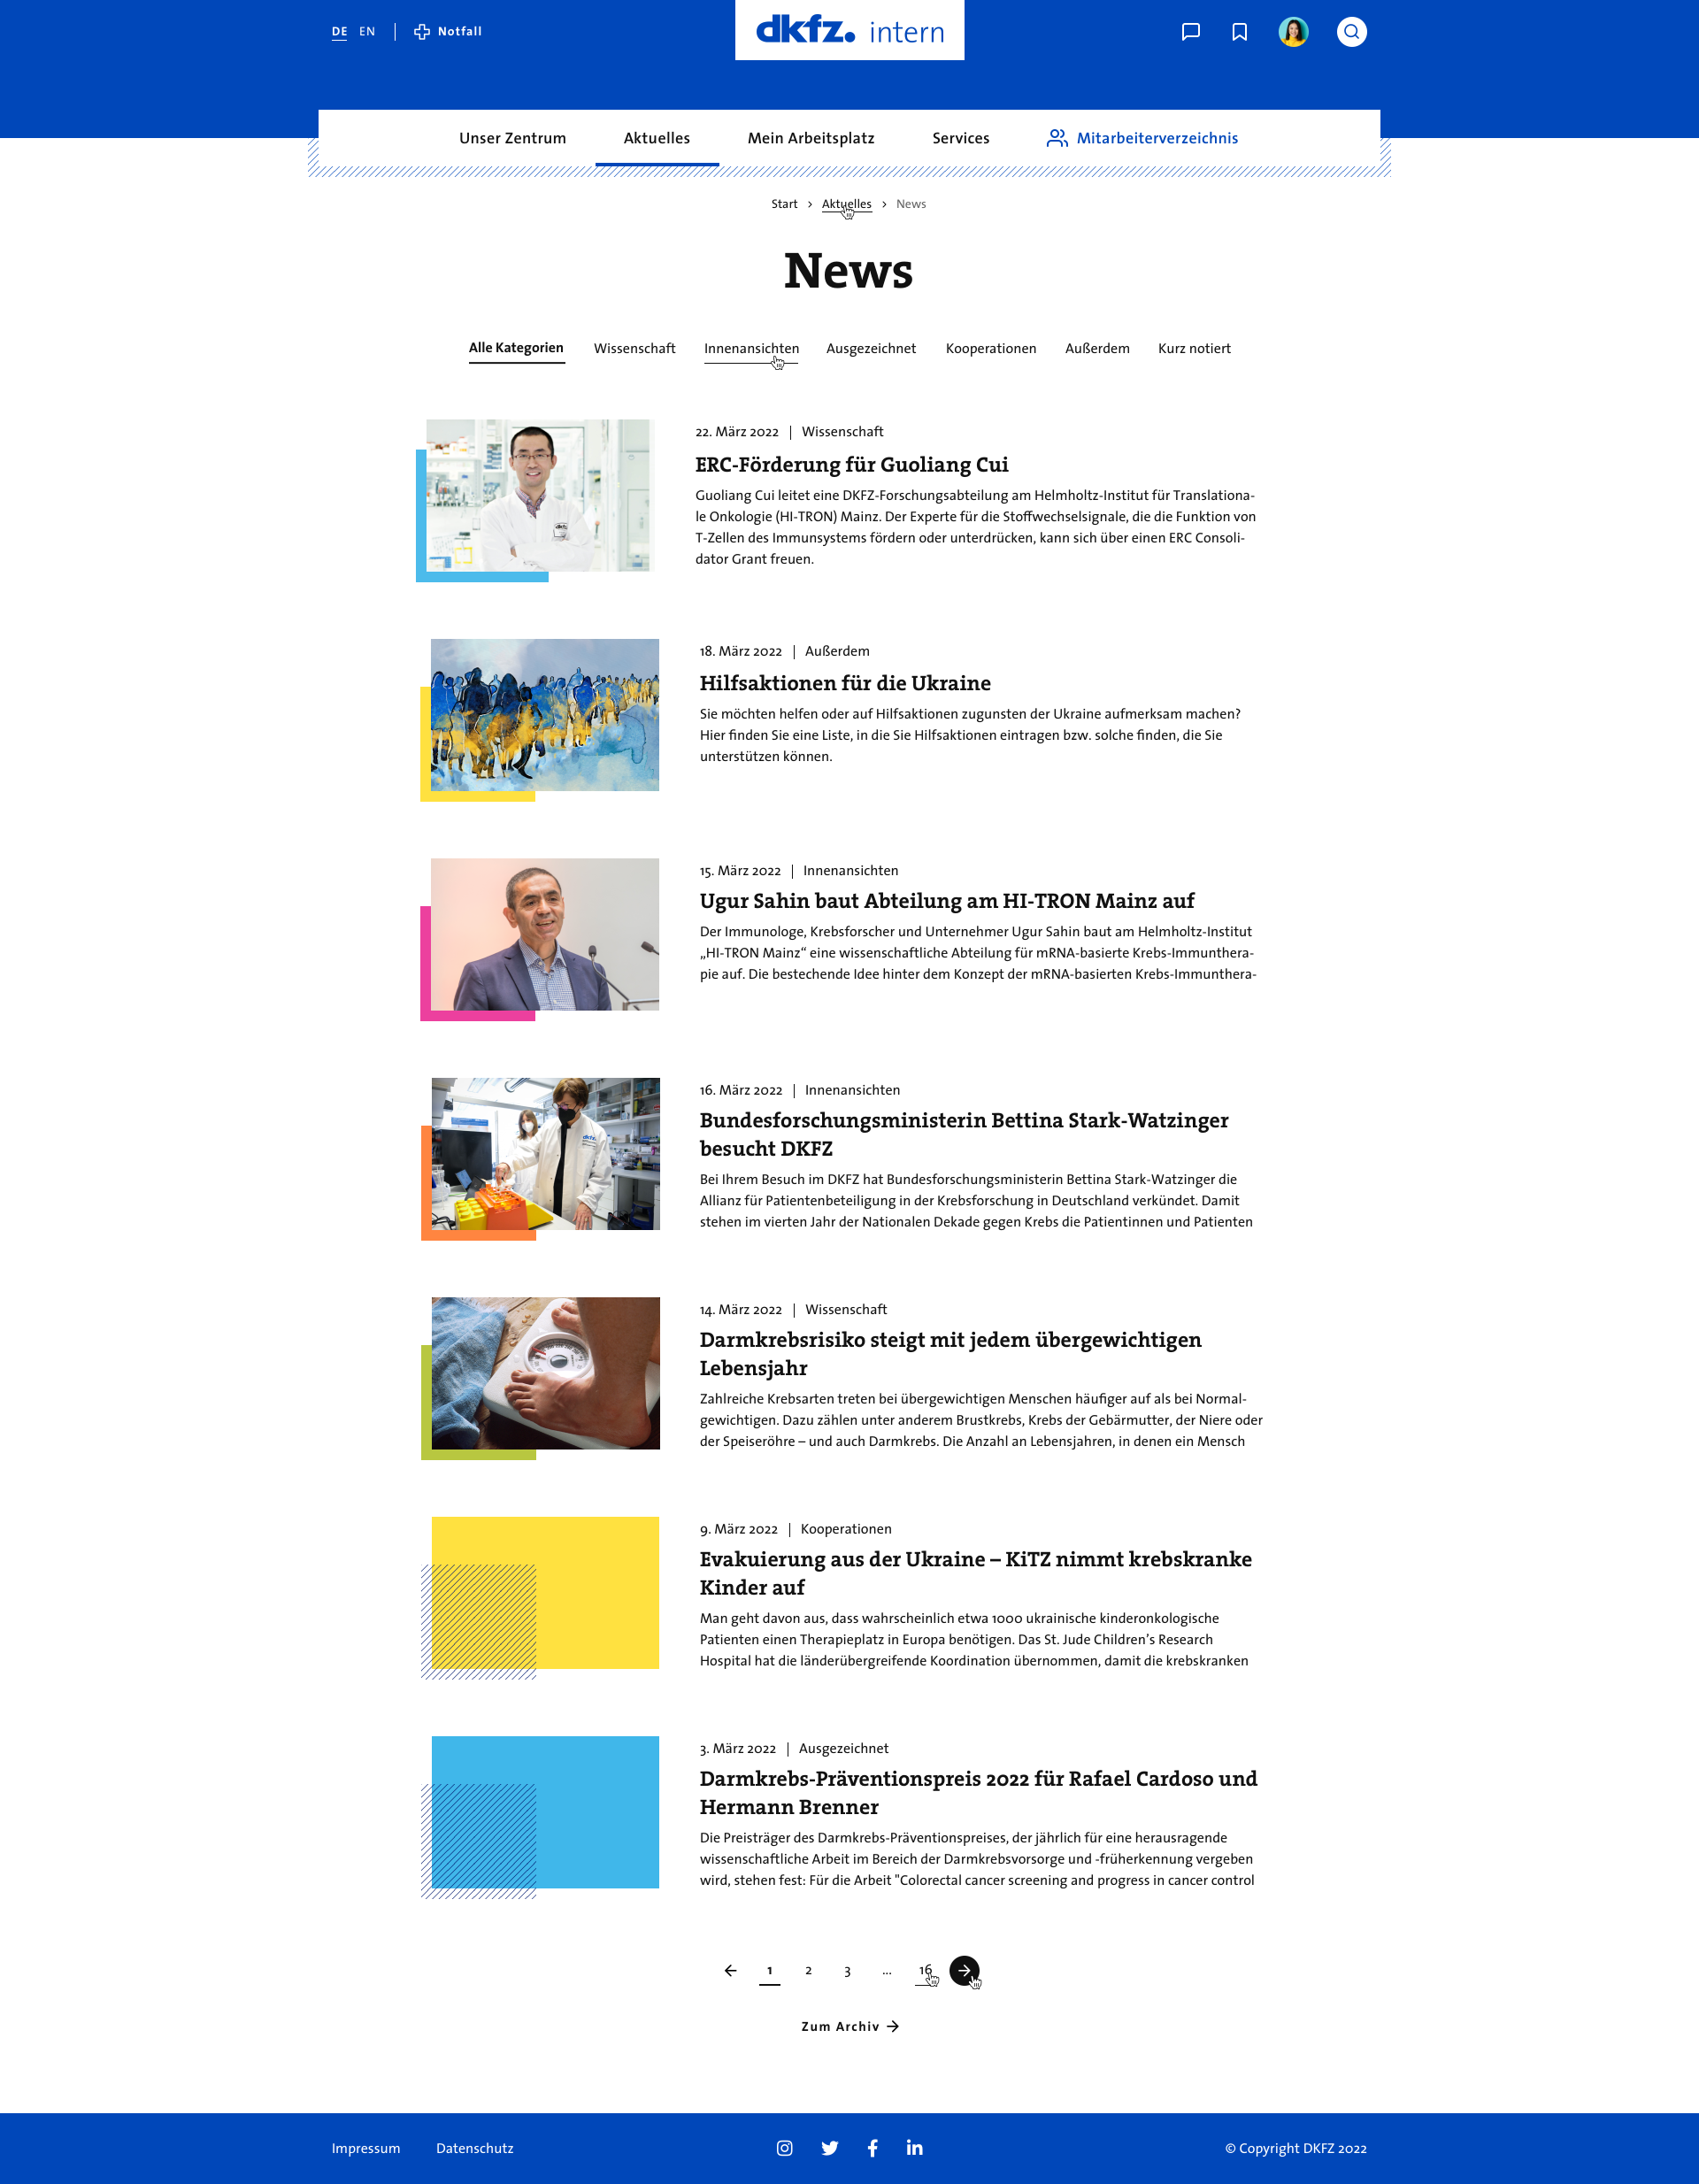 DE EN Notfall
dkfz. intern
Unser Zentrum Aktuelles Mein Arbeitsplatz Services Mitarbeiterverzeichnis
Start › Aktuelles › News
News
Alle Kategorien Wissenschaft Innenansichten Ausgezeichnet Kooperationen Außerdem Kurz notiert
22. März 2022 | Wissenschaft
ERC-Förderung für Guoliang Cui
Guoliang Cui leitet eine DKFZ-Forschungsabteilung am Helmholtz-Institut für Translationa-
le Onkologie (HI-TRON) Mainz. Der Experte für die Stoffwechselsignale, die die Funktion von
T-Zellen des Immunsystems fördern oder unterdrücken, kann sich über einen ERC Consoli-
dator Grant freuen.
18. März 2022 | Außerdem
Hilfsaktionen für die Ukraine
Sie möchten helfen oder auf Hilfsaktionen zugunsten der Ukraine aufmerksam machen?
Hier finden Sie eine Liste, in die Sie Hilfsaktionen eintragen bzw. solche finden, die Sie
unterstützen können.
15. März 2022 | Innenansichten
Ugur Sahin baut Abteilung am HI-TRON Mainz auf
Der Immunologe, Krebsforscher und Unternehmer Ugur Sahin baut am Helmholtz-Institut
„HI-TRON Mainz“ eine wissenschaftliche Abteilung für mRNA-basierte Krebs-Immunthera-
pie auf. Die bestechende Idee hinter dem Konzept der mRNA-basierten Krebs-Immunthera-
16. März 2022 | Innenansichten
Bundesforschungsministerin Bettina Stark-Watzinger
besucht DKFZ
Bei Ihrem Besuch im DKFZ hat Bundesforschungsministerin Bettina Stark-Watzinger die
Allianz für Patientenbeteiligung in der Krebsforschung in Deutschland verkündet. Damit
stehen im vierten Jahr der Nationalen Dekade gegen Krebs die Patientinnen und Patienten
14. März 2022 | Wissenschaft
Darmkrebsrisiko steigt mit jedem übergewichtigen
Lebensjahr
Zahlreiche Krebsarten treten bei übergewichtigen Menschen häufiger auf als bei Normal-
gewichtigen. Dazu zählen unter anderem Brustkrebs, Krebs der Gebärmutter, der Niere oder
der Speiseröhre – und auch Darmkrebs. Die Anzahl an Lebensjahren, in denen ein Mensch
9. März 2022 | Kooperationen
Evakuierung aus der Ukraine – KiTZ nimmt krebskranke
Kinder auf
Man geht davon aus, dass wahrscheinlich etwa 1000 ukrainische kinderonkologische
Patienten einen Therapieplatz in Europa benötigen. Das St. Jude Children’s Research
Hospital hat die länderübergreifende Koordination übernommen, damit die krebskranken
3. März 2022 | Ausgezeichnet
Darmkrebs-Präventionspreis 2022 für Rafael Cardoso und
Hermann Brenner
Die Preisträger des Darmkrebs-Präventionspreises, der jährlich für eine herausragende
wissenschaftliche Arbeit im Bereich der Darmkrebsvorsorge und -früherkennung vergeben
wird, stehen fest: Für die Arbeit "Colorectal cancer screening and progress in cancer control
← 1 2 3 ... 16 →
Zum Archiv →
Impressum Datenschutz © Copyright DKFZ 2022